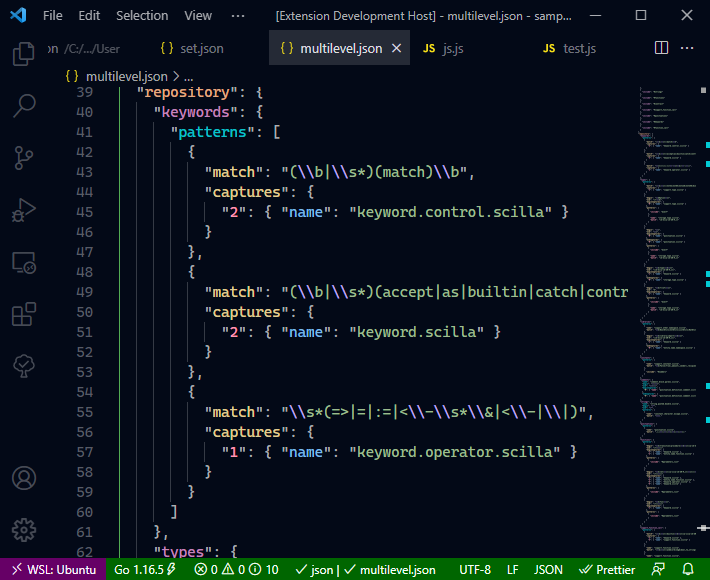 File Edit Selection View ··· [Extension Development Host] - multilevel.json - samp...
on /C:/.../User { } set.json { } multilevel.json × JS js.js JS test.js ···
{ } multilevel.json > ...
39 "repository": {
40 "keywords": {
41 "patterns": [
42 {
43 "match": "(\\b|\\s*)(match)\\b",
44 "captures": {
45 "2": { "name": "keyword.control.scilla" }
46 }
47 },
48 {
49 "match": "(\\b|\\s*)(accept|as|builtin|catch|contr
50 "captures": {
51 "2": { "name": "keyword.scilla" }
52 }
53 },
54 {
55 "match": "\\s*(=>|=|:=|<\\-\\s*\\&|<\\-|\\|)",
56 "captures": {
57 "1": { "name": "keyword.operator.scilla" }
58 }
59 }
60 ]
61 },
62 "types": {
WSL: Ubuntu Go 1.16.5 0 0 10 ✓ json | ✓ multilevel.json UTF-8 LF JSON Prettier